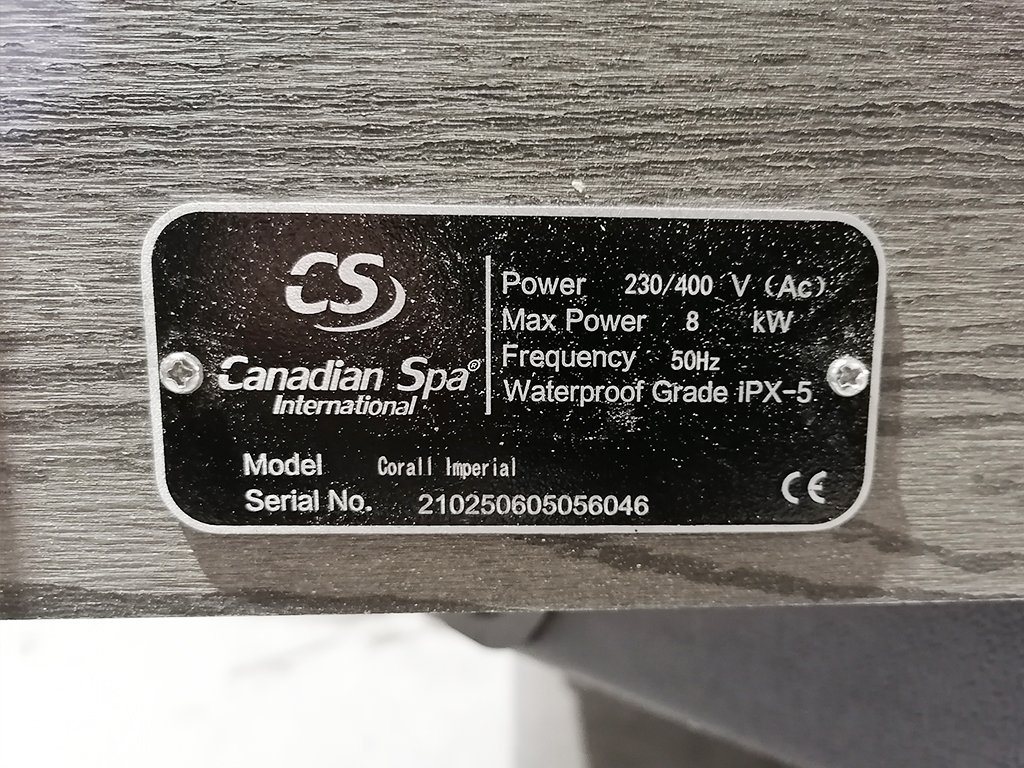 CS
Canadian Spa®
International
Power 230/400 V (Ac)
Max Power 8 kW
Frequency 50Hz
Waterproof Grade iPX-5.
Model Corall Imperial
Serial No. 210250605056046
CE